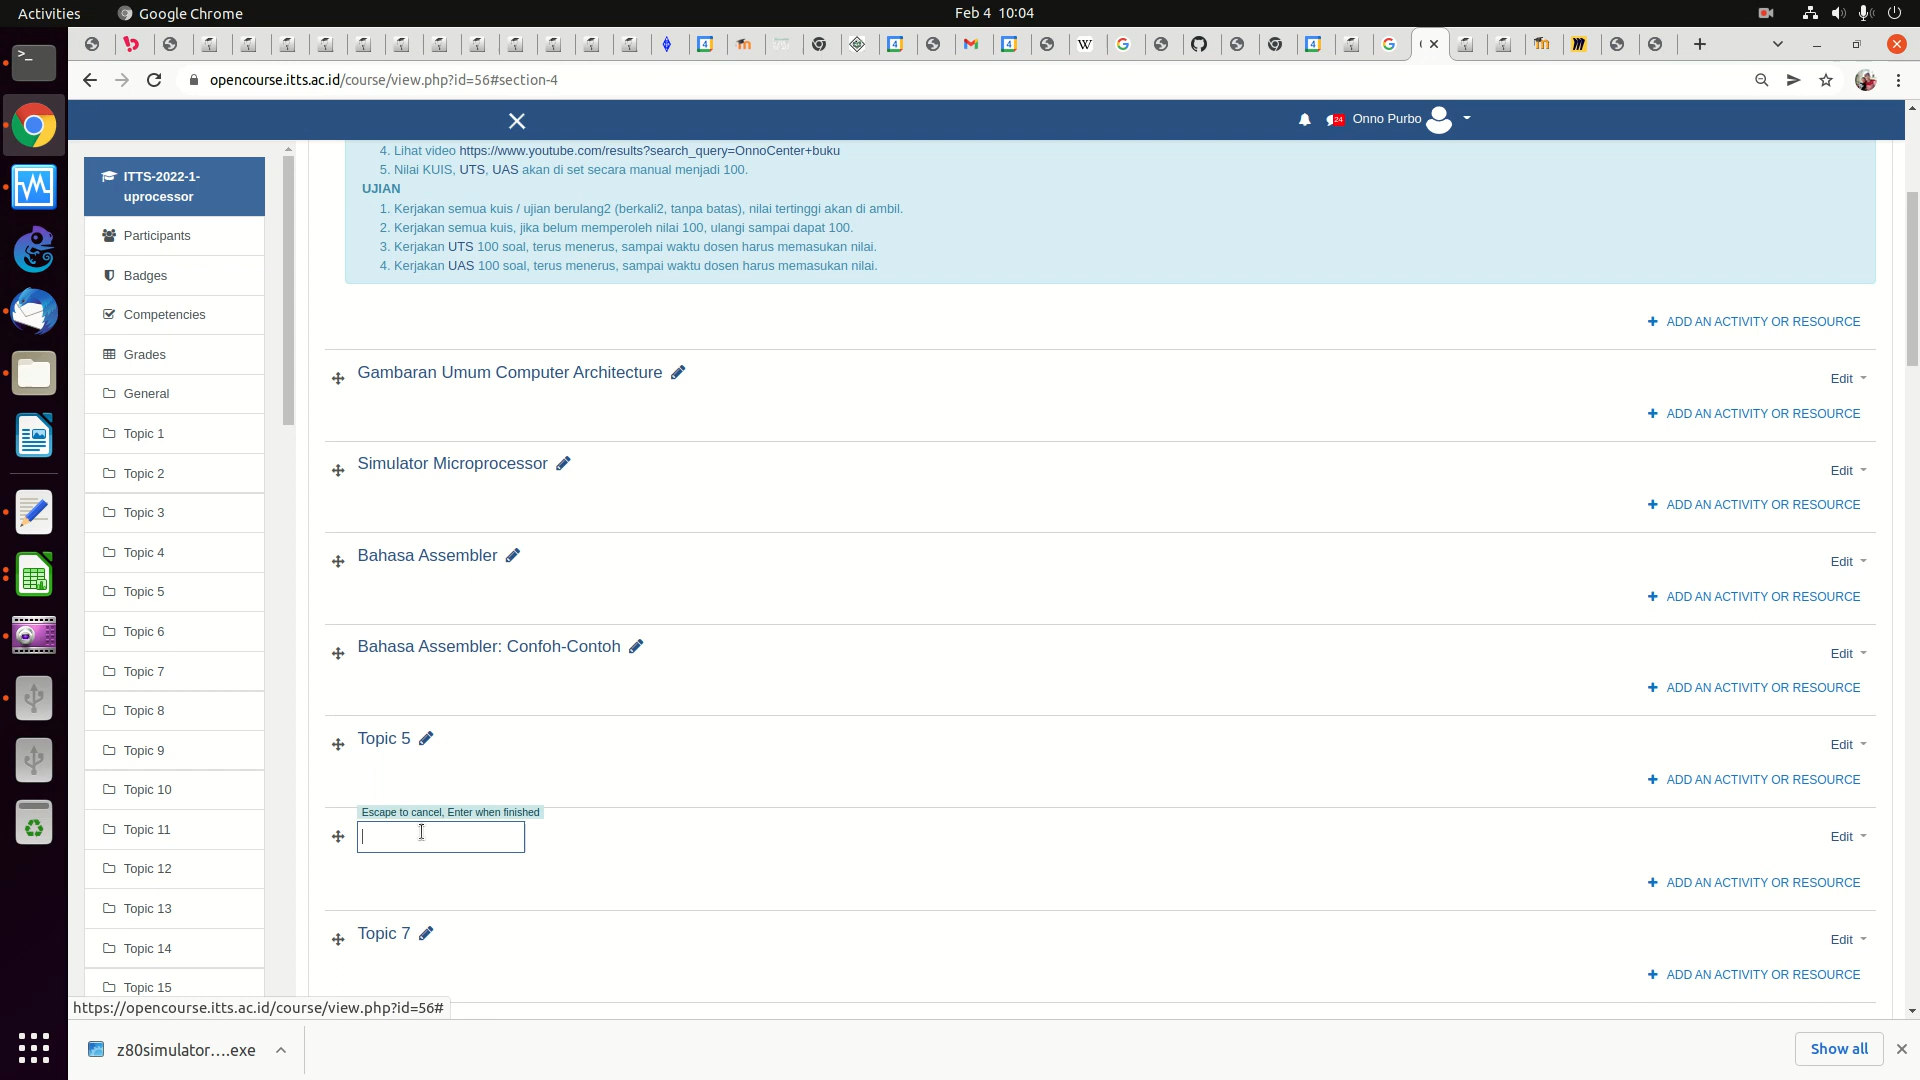 Activities
Google Chrome
Feb 4 10:04
opencourse.itts.ac.id/course/view.php?id=56#section-4
24
Onno Purbo
ITTS-2022-1-
uprocessor
Participants
Badges
Competencies
Grades
General
Topic 1
Topic 2
Topic 3
Topic 4
Topic 5
Topic 6
Topic 7
Topic 8
Topic 9
Topic 10
Topic 11
Topic 12
Topic 13
Topic 14
Topic 15
4. Lihat video https://www.youtube.com/results?search_query=OnnoCenter+buku
5. Nilai KUIS, UTS, UAS akan di set secara manual menjadi 100.
UJIAN
1. Kerjakan semua kuis / ujian berulang2 (berkali2, tanpa batas), nilai tertinggi akan di ambil.
2. Kerjakan semua kuis, jika belum memperoleh nilai 100, ulangi sampai dapat 100.
3. Kerjakan UTS 100 soal, terus menerus, sampai waktu dosen harus memasukan nilai.
4. Kerjakan UAS 100 soal, terus menerus, sampai waktu dosen harus memasukan nilai.
+ ADD AN ACTIVITY OR RESOURCE
Gambaran Umum Computer Architecture
Edit
+ ADD AN ACTIVITY OR RESOURCE
Simulator Microprocessor
Edit
+ ADD AN ACTIVITY OR RESOURCE
Bahasa Assembler
Edit
+ ADD AN ACTIVITY OR RESOURCE
Bahasa Assembler: Confoh-Contoh
Edit
+ ADD AN ACTIVITY OR RESOURCE
Topic 5
Edit
+ ADD AN ACTIVITY OR RESOURCE
Escape to cancel, Enter when finished
Edit
+ ADD AN ACTIVITY OR RESOURCE
Topic 7
Edit
+ ADD AN ACTIVITY OR RESOURCE
https://opencourse.itts.ac.id/course/view.php?id=56#
z80simulator....exe
Show all